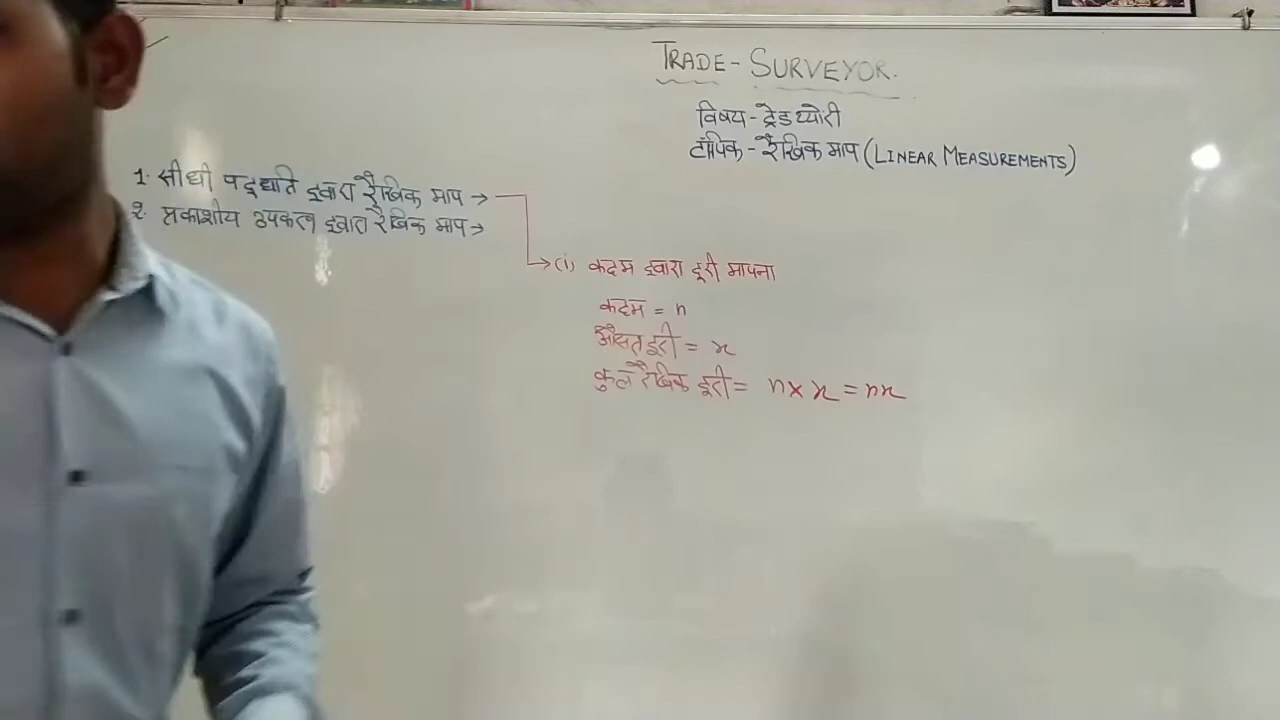 TRADE - SURVEYOR.
विषय - ट्रेड थ्योरी
टॉपिक - रैखिक माप (LINEAR MEASUREMENTS)
1. सीधी पद्धति द्वारा रैखिक माप →
2. प्रकाशीय उपकरण द्वारा रैखिक माप →
→ (i) कदम द्वारा दूरी मापना
कदम = n
औसत दूरी = x
कुल रैखिक दूरी = n × x = nx